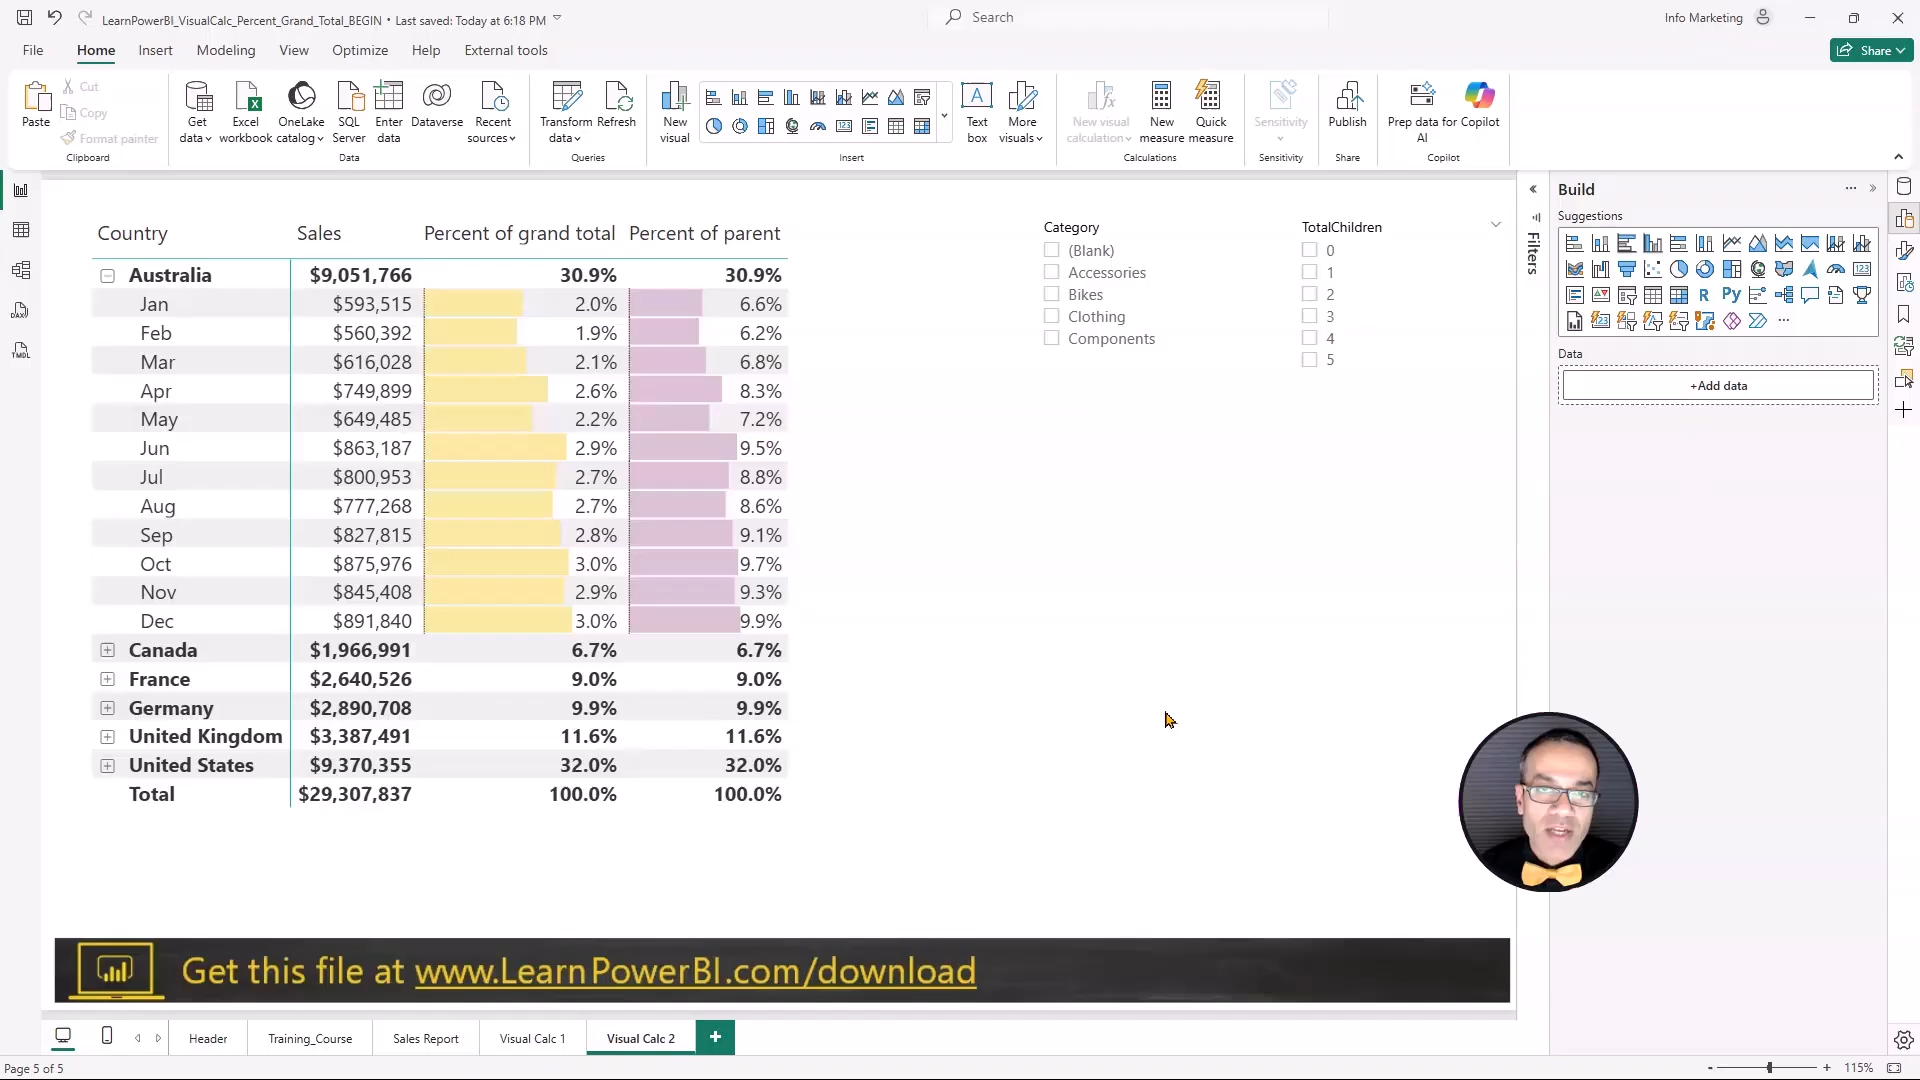 LearnPowerBI_VisualCalc_Percent_Grand_Total_BEGIN • Last saved: Today at 6:18 PM
Search
Info Marketing
File Home Insert Modeling View Optimize Help External tools
Share
Paste
Cut
Copy
Format painter
Clipboard
Get data
Excel workbook
OneLake catalog
SQL Server
Enter data
Dataverse
Recent sources
Data
Transform data
Refresh
Queries
New visual
Text box
More visuals
Insert
New visual calculation
New measure
Quick measure
Calculations
Sensitivity
Sensitivity
Publish
Share
Prep data for AI
Copilot
Copilot
Country Sales Percent of grand total Percent of parent
Australia $9,051,766 30.9% 30.9%
Jan $593,515 2.0% 6.6%
Feb $560,392 1.9% 6.2%
Mar $616,028 2.1% 6.8%
Apr $749,899 2.6% 8.3%
May $649,485 2.2% 7.2%
Jun $863,187 2.9% 9.5%
Jul $800,953 2.7% 8.8%
Aug $777,268 2.7% 8.6%
Sep $827,815 2.8% 9.1%
Oct $875,976 3.0% 9.7%
Nov $845,408 2.9% 9.3%
Dec $891,840 3.0% 9.9%
Canada $1,966,991 6.7% 6.7%
France $2,640,526 9.0% 9.0%
Germany $2,890,708 9.9% 9.9%
United Kingdom $3,387,491 11.6% 11.6%
United States $9,370,355 32.0% 32.0%
Total $29,307,837 100.0% 100.0%
Category
(Blank)
Accessories
Bikes
Clothing
Components
TotalChildren
0
1
2
3
4
5
Filters
Build
Suggestions
R
Py
Data
+Add data
DAX
TMDL
Get this file at www.LearnPowerBI.com/download
Header Training_Course Sales Report Visual Calc 1 Visual Calc 2
Page 5 of 5
115%